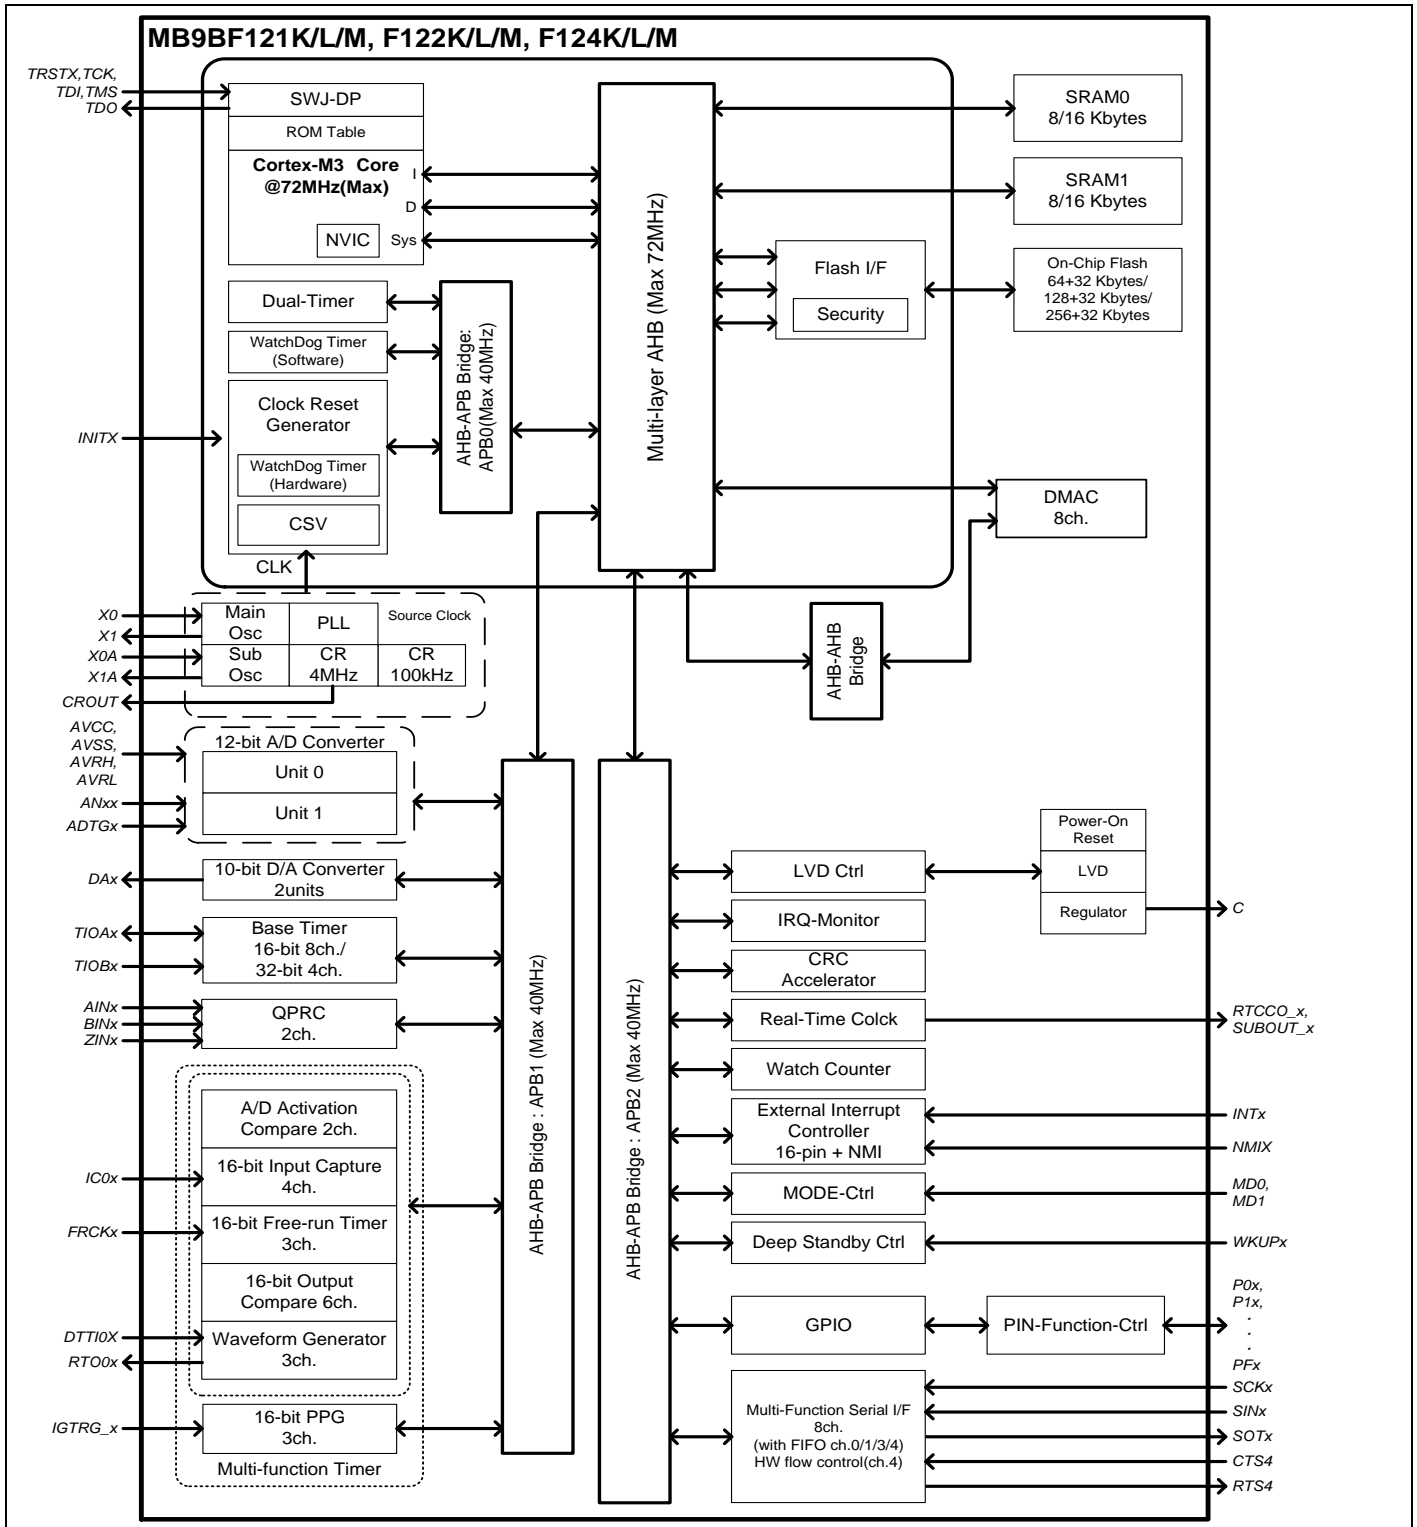 MB9BF121K/L/M, F122K/L/M, F124K/L/M
TRSTX,TCK,
TDI,TMS
TDO
SWJ-DP
ROM Table
Cortex-M3 Core
@72MHz(Max)
I
D
NVIC
Sys
Multi-layer AHB (Max 72MHz)
SRAM0
8/16 Kbytes
SRAM1
8/16 Kbytes
Flash I/F
Security
On-Chip Flash
64+32 Kbytes/
128+32 Kbytes/
256+32 Kbytes
Dual-Timer
WatchDog Timer
(Software)
AHB-APB Bridge:
APB0(Max 40MHz)
INITX
Clock Reset
Generator
WatchDog Timer
(Hardware)
CSV
CLK
DMAC
8ch.
AHB-AHB
Bridge
X0
X1
X0A
X1A
CROUT
Main
Osc
PLL
Source Clock
Sub
Osc
CR
4MHz
CR
100kHz
AVCC,
AVSS,
AVRH,
AVRL
ANxx
ADTGx
12-bit A/D Converter
Unit 0
Unit 1
DAx
10-bit D/A Converter
2units
TIOAx
TIOBx
Base Timer
16-bit 8ch./
32-bit 4ch.
AINx
BINx
ZINx
QPRC
2ch.
A/D Activation
Compare 2ch.
IC0x
16-bit Input Capture
4ch.
FRCKx
16-bit Free-run Timer
3ch.
16-bit Output
Compare 6ch.
DTTI0X
RTO0x
Waveform Generator
3ch.
IGTRG_x
16-bit PPG
3ch.
Multi-function Timer
AHB-APB Bridge : APB1 (Max 40MHz)
AHB-APB Bridge : APB2 (Max 40MHz)
LVD Ctrl
Power-On
Reset
LVD
Regulator
C
IRQ-Monitor
CRC
Accelerator
Real-Time Colck
RTCCO_x,
SUBOUT_x
Watch Counter
External Interrupt
Controller
16-pin + NMI
INTx
NMIX
MODE-Ctrl
MD0,
MD1
Deep Standby Ctrl
WKUPx
GPIO
PIN-Function-Ctrl
P0x,
P1x,
.
.
.
PFx
Multi-Function Serial I/F
8ch.
(with FIFO ch.0/1/3/4)
HW flow control(ch.4)
SCKx
SINx
SOTx
CTS4
RTS4